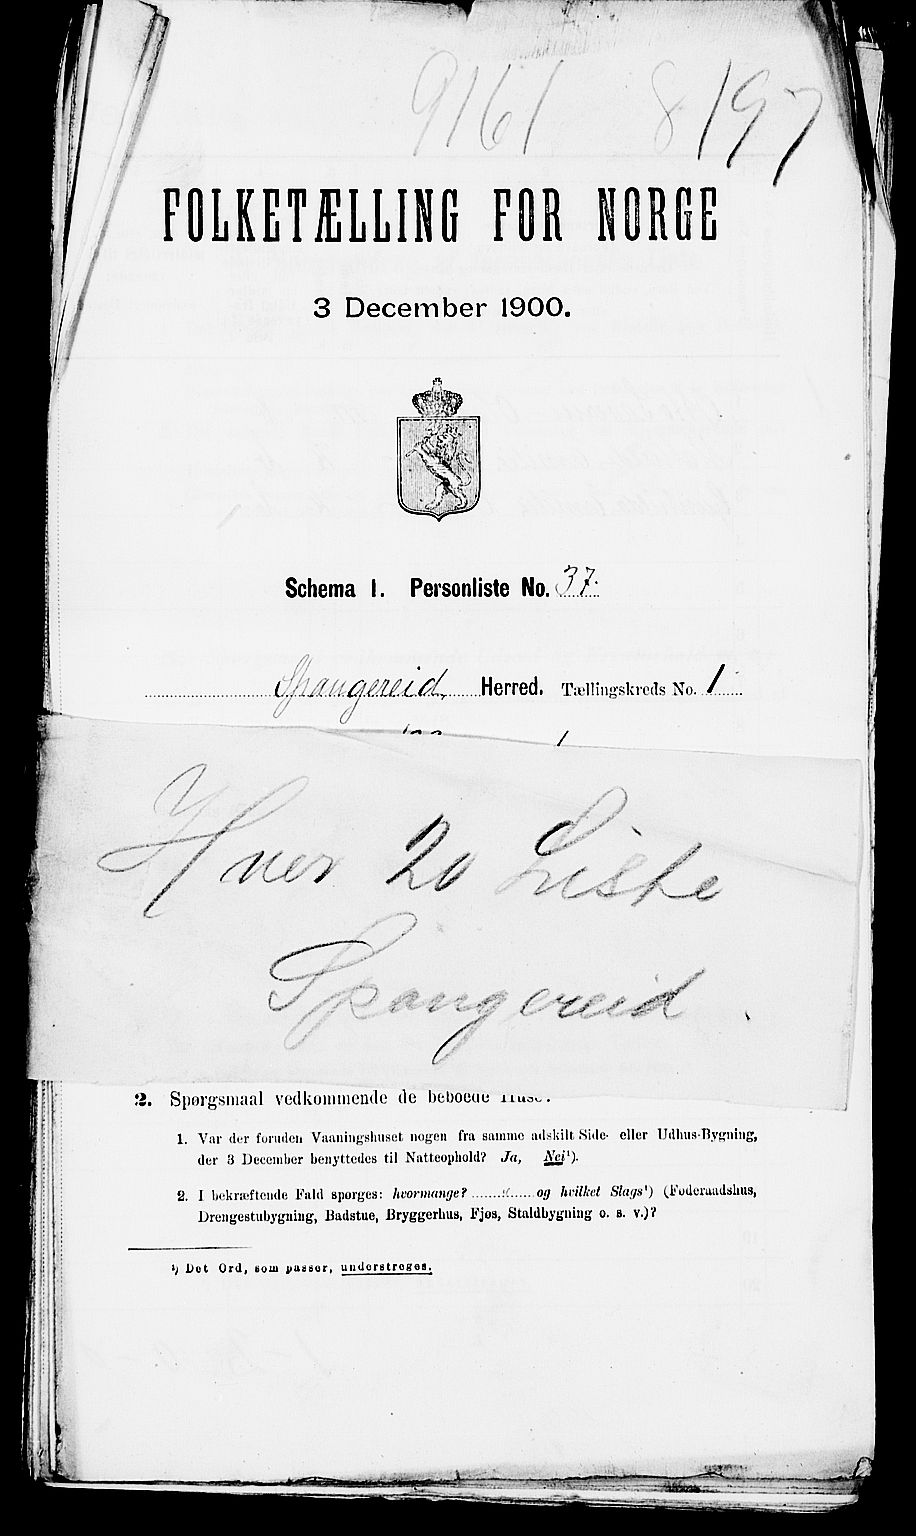 9161 8197
FOLKETÆLLING FOR NORGE
3 December 1900.
Schema 1. Personliste No. 37.
Spangereid Herred. Tællingskreds No. 1
Hver 20 Liste
Spangereid
2. Spørgsmaal vedkommende de beboede Huse.
1. Var der foruden Vaaningshuset nogen fra samme adskilt Side- eller Udhus-Bygning,
der 3 December benyttedes til Natteophold? Ja, Nei¹).
2. I bekræftende Fald spørges: hvormange? og hvilket Slags¹) (Føderaadshus,
Drengestubygning, Badstue, Bryggerhus, Fjøs, Staldbygning o. s. v.)?
¹) Det Ord, som passer, understreges.